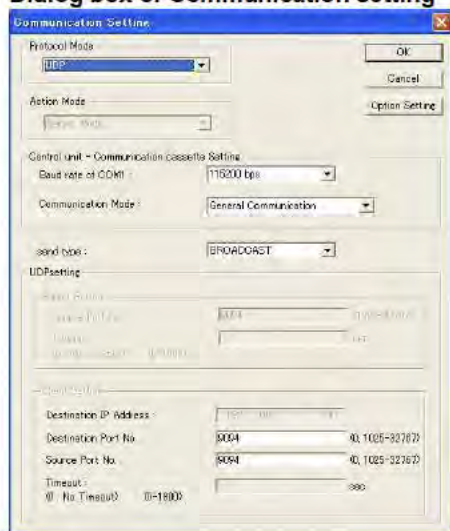 Dialog box of Communication setting
Communication Setting
Protocol Mode
UDP
OK
Cancel
Action Mode
Option Setting
Control unit - Communication cassette Setting
Baud rate of COM1 :
115200 bps
Communication Mode :
General Communication
send type :
BROADCAST
UDPsetting
Destination IP Address :
Destination Port No
9094
(0, 1025-32767)
Source Port No
9094
(0, 1025-32767)
Timeout :
sec
(0 : No Timeout) (0-1800)